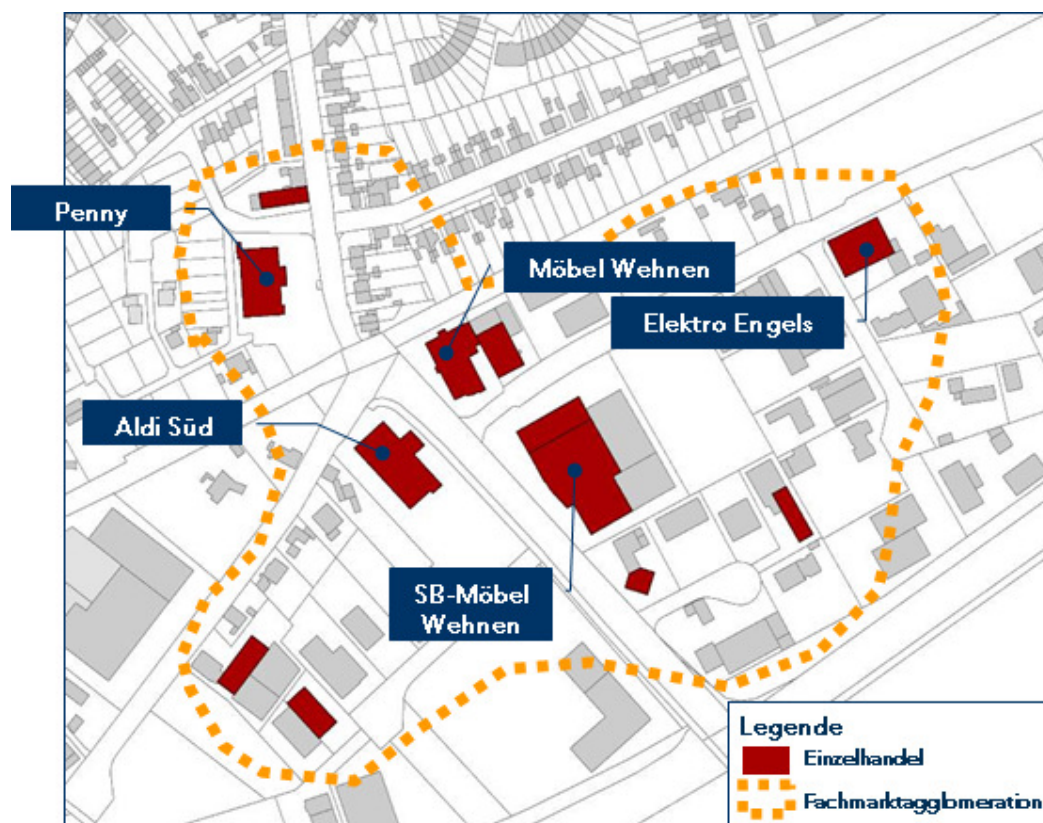 Penny
Möbel Wehnen
Elektro Engels
Aldi Süd
SB-Möbel
Wehnen
Legende
Einzelhandel
Fachmarktagglomeration